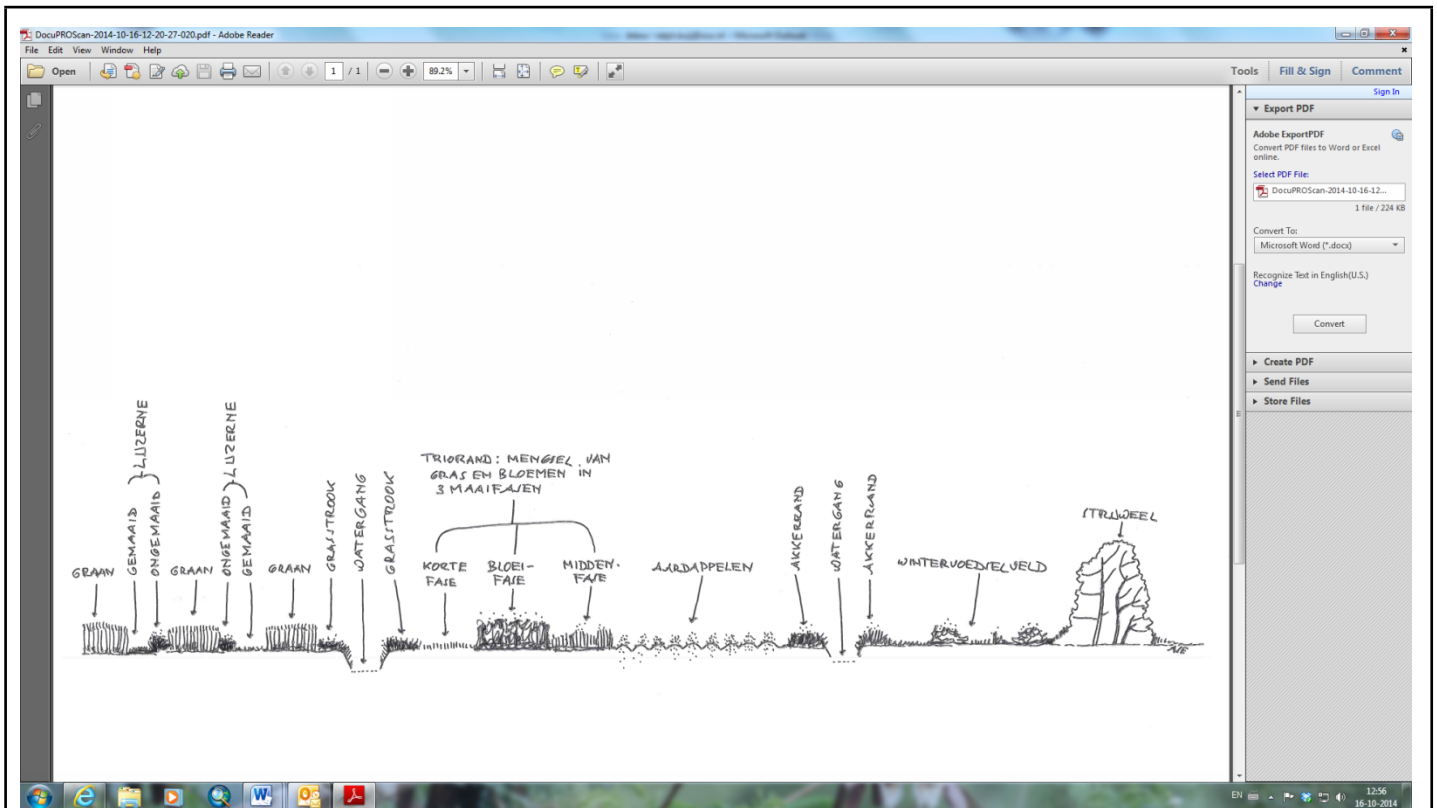 DocuPROScan-2014-10-16-12-20-27-020.pdf - Adobe Reader
File Edit View Window Help
Open 1 / 1 89.2% Tools Fill & Sign Comment
Sign In
Export PDF
Adobe ExportPDF
Convert PDF files to Word or Excel
online.
Select PDF File:
DocuPROScan-2014-10-16-12...
1 file / 224 KB
Convert To:
Microsoft Word (*.docx)
Recognize Text in English(U.S.)
Change
Convert
Create PDF
Send Files
Store Files
GRAAN
GEMAAID
ONGEMAAID
LUZERNE
GRAAN
ONGEMAAID
GEMAAID
LUZERNE
GRAAN
GRASSTROOK
WATERGANG
GRASSTROOK
TRIORAND: MENGSEL VAN
GRAS EN BLOEMEN IN
3 MAAIFASEN
KORTE
FASE
BLOEI-
FASE
MIDDEN-
FASE
AARDAPPELEN
AKKERRAND
WATERGANG
AKKERRAND
WINTERVOEDSELVELD
STRUWEEL
EN 12:56
16-10-2014